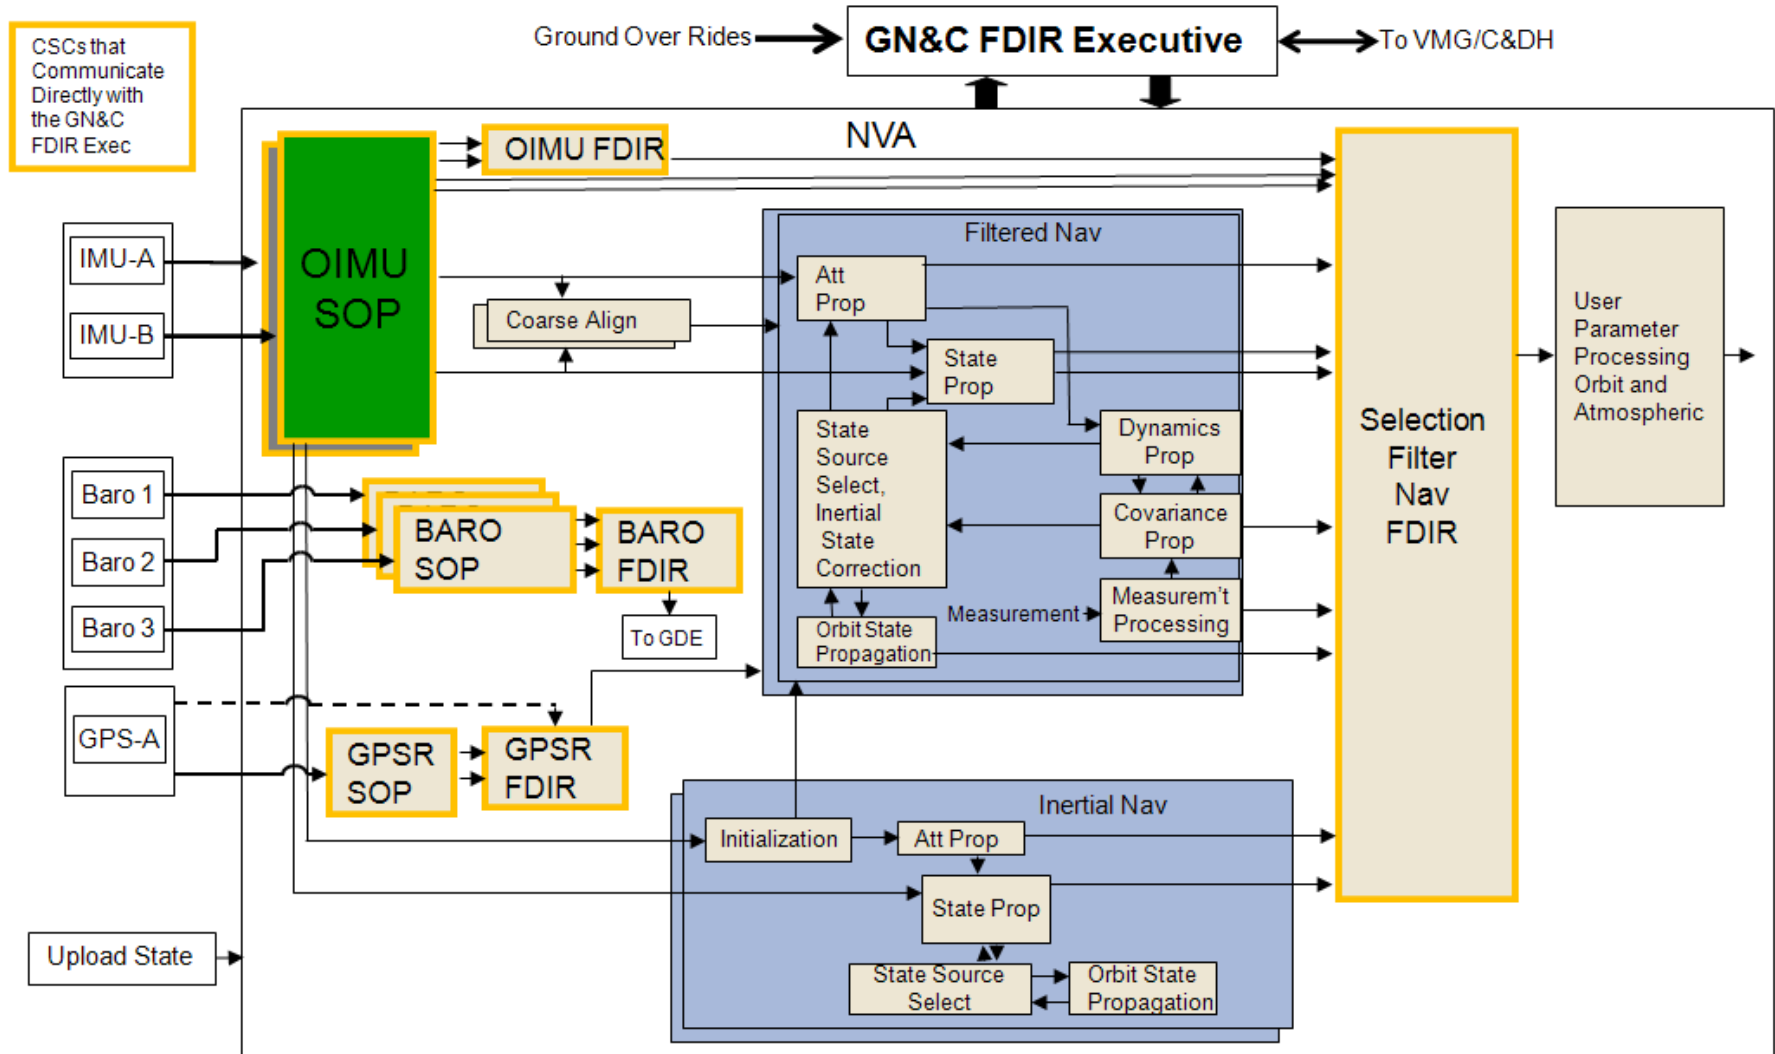 CSCs that
Communicate
Directly with
the GN&C
FDIR Exec
Ground Over Rides
GN&C FDIR Executive
To VMG/C&DH
NVA
OIMU
SOP
OIMU FDIR
IMU-A
IMU-B
Coarse Align
Filtered Nav
Att
Prop
State
Prop
State
Source
Select,
Inertial
State
Correction
Dynamics
Prop
Covariance
Prop
Measurement
Measurem't
Processing
Orbit State
Propagation
Selection
Filter
Nav
FDIR
User
Parameter
Processing
Orbit and
Atmospheric
Baro 1
Baro 2
Baro 3
BARO
SOP
BARO
FDIR
To GDE
GPS-A
GPSR
SOP
GPSR
FDIR
Inertial Nav
Initialization
Att Prop
State Prop
State Source
Select
Orbit State
Propagation
Upload State